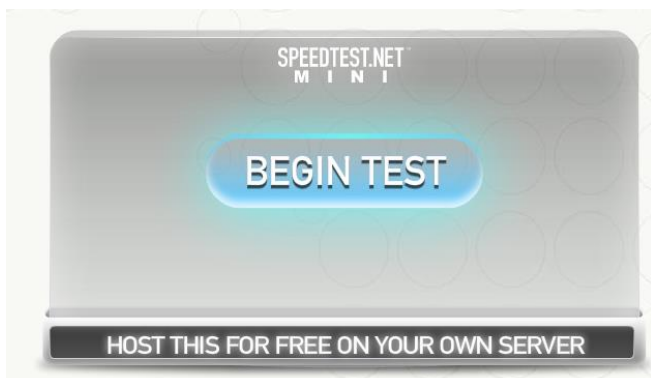 SPEEDTEST.NET™
MINI
BEGIN TEST
HOST THIS FOR FREE ON YOUR OWN SERVER